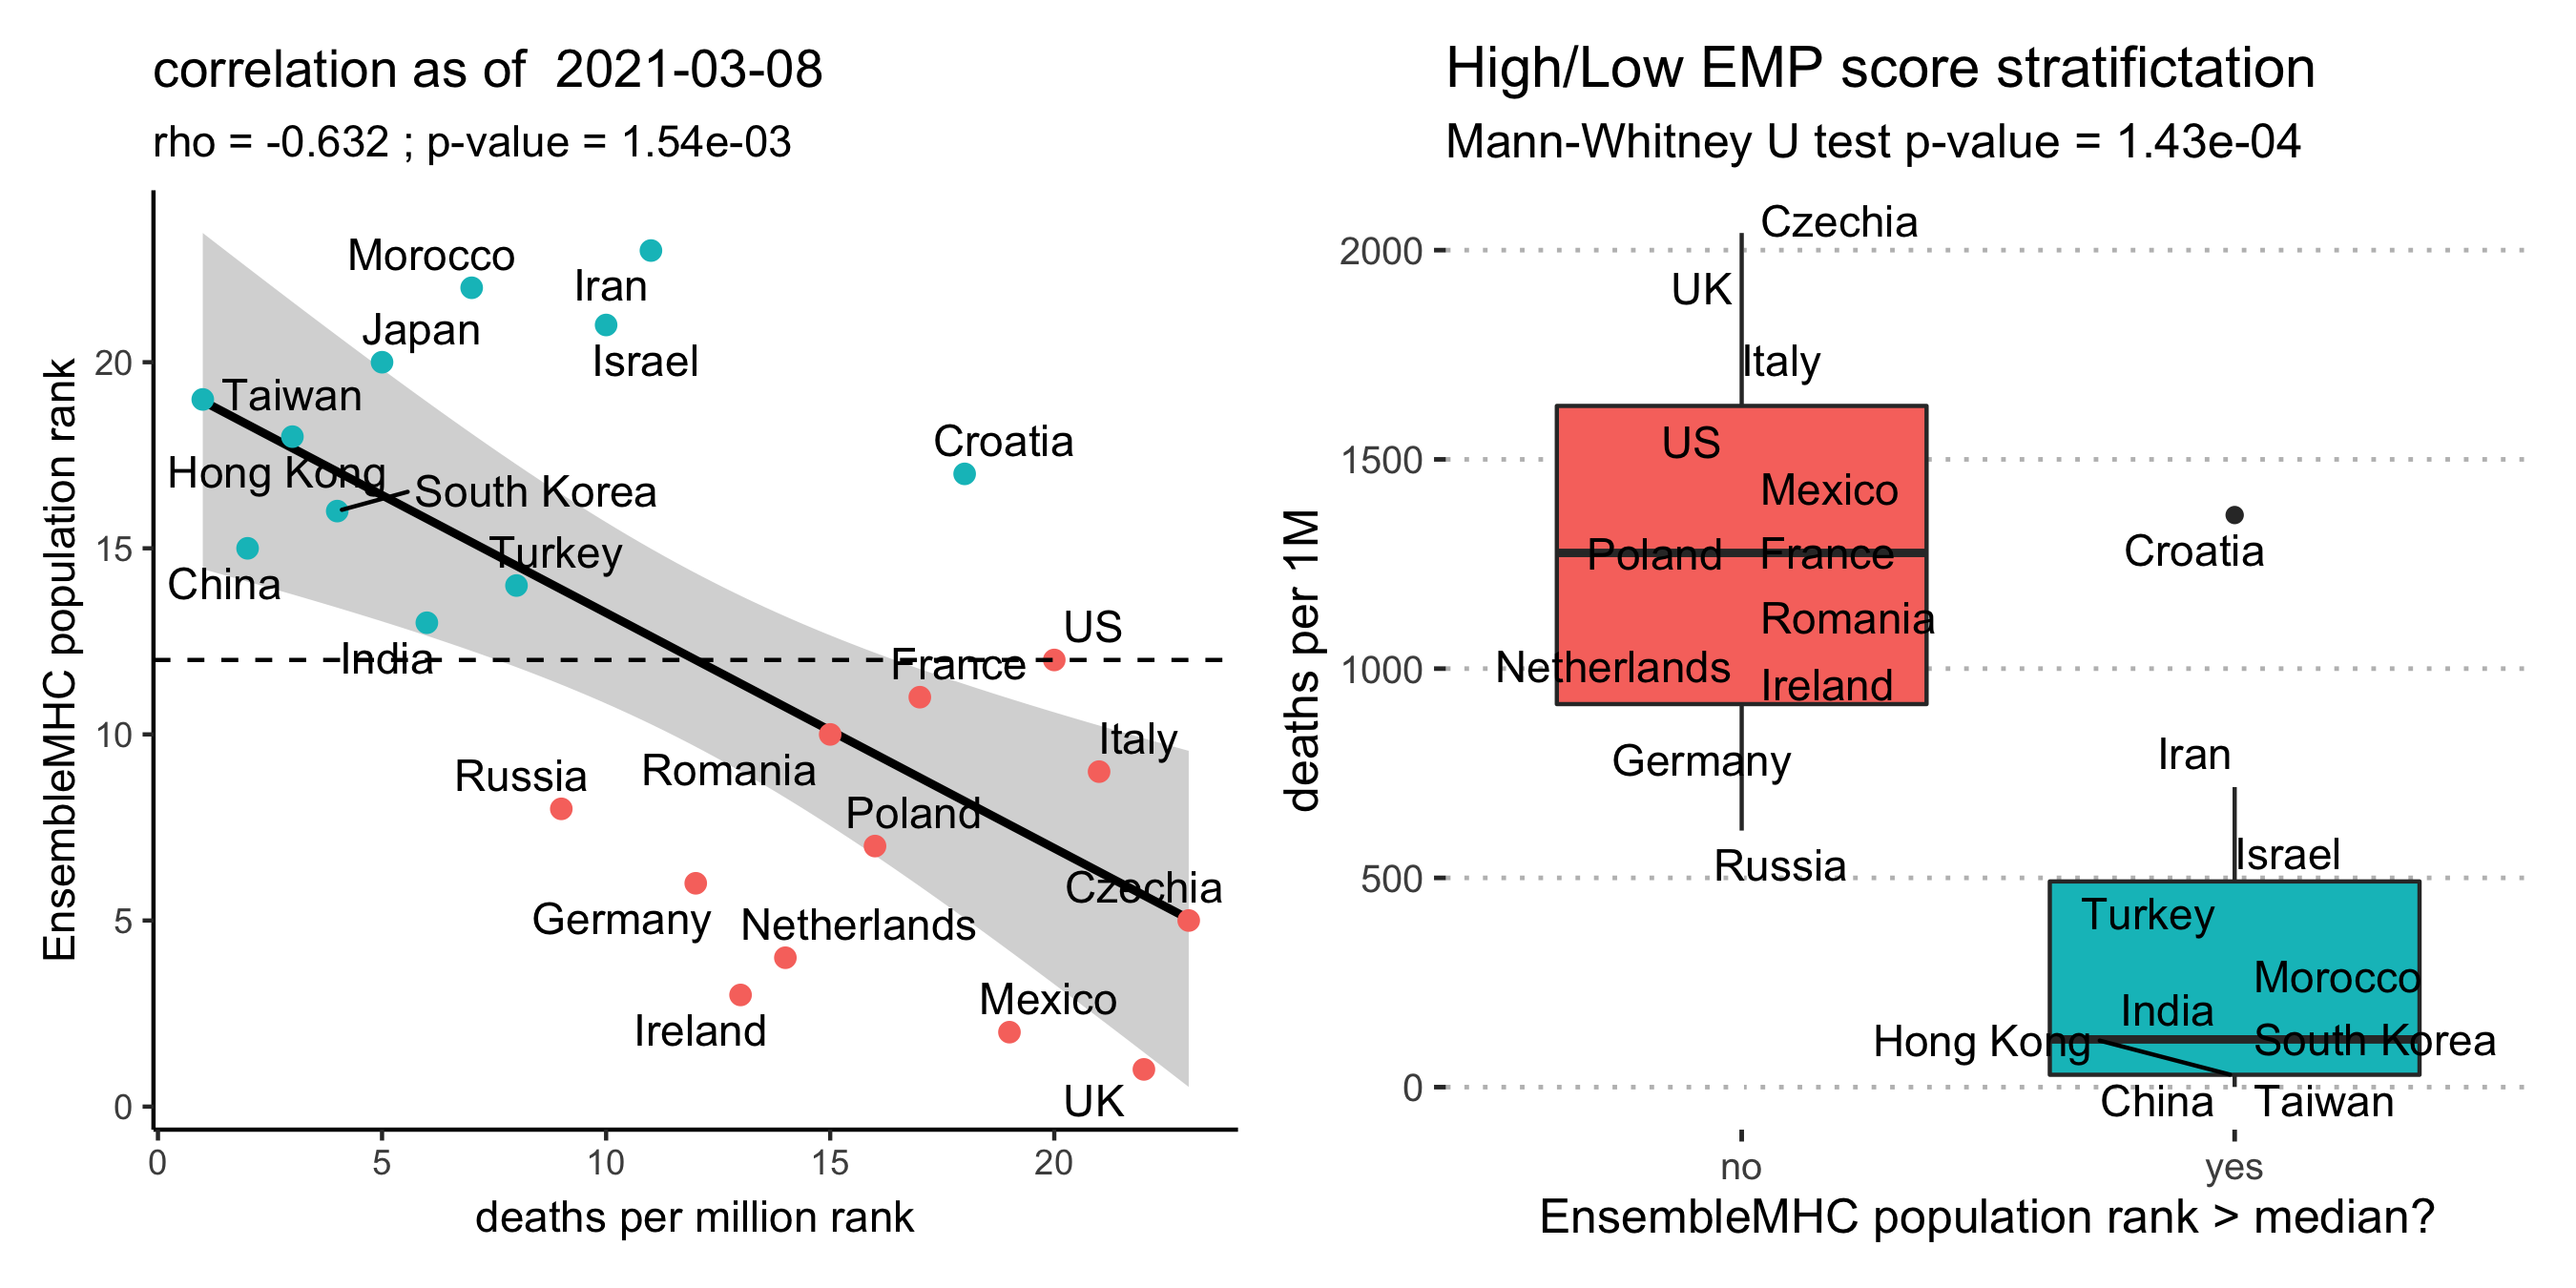 correlation as of  2021-03-08
rho = -0.632 ; p-value = 1.54e-03
EnsembleMHC population rank
20
15
10
5
0
Morocco
Iran
Japan
Israel
Taiwan
Croatia
Hong Kong
South Korea
Turkey
China
US
India
France
Italy
Russia
Romania
Poland
Czechia
Germany
Netherlands
Mexico
Ireland
UK
0
5
10
15
20
deaths per million rank
High/Low EMP score stratifictation
Mann-Whitney U test p-value = 1.43e-04
deaths per 1M
2000
1500
1000
500
0
Czechia
UK
Italy
US
Mexico
Poland
France
Romania
Netherlands
Ireland
Germany
Russia
Croatia
Iran
Israel
Turkey
Morocco
India
Hong Kong
South Korea
China
Taiwan
no
yes
EnsembleMHC population rank > median?